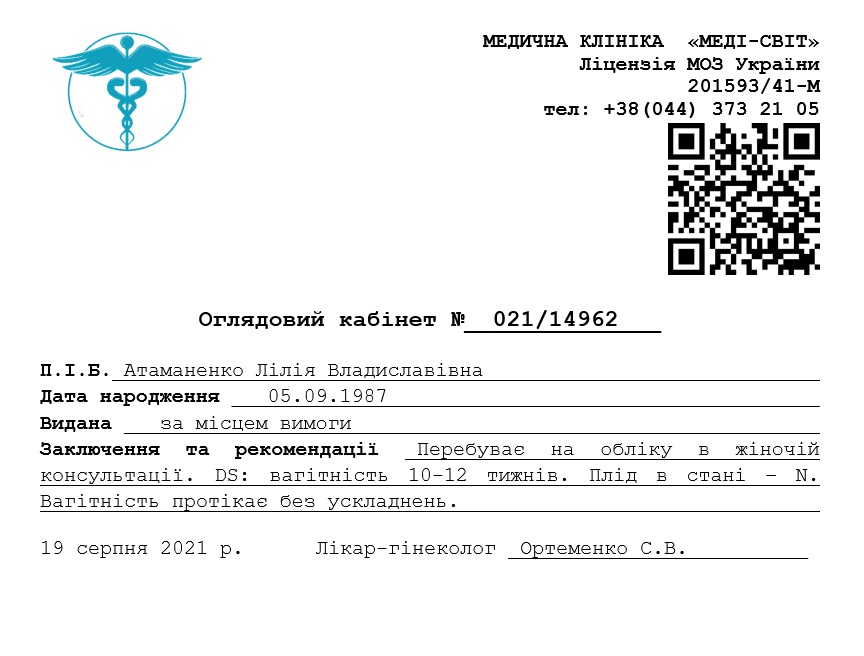 МЕДИЧНА КЛІНІКА «МЕДІ-СВІТ»
Ліцензія МОЗ України
201593/41-М
тел: +38(044) 373 21 05
Оглядовий кабінет № 021/14962
П.І.Б. Атаманенко Лілія Владиславівна
Дата народження 05.09.1987
Видана за місцем вимоги
Заключення та рекомендації Перебуває на обліку в жіночій
консультації. DS: вагітність 10-12 тижнів. Плід в стані – N.
Вагітність протікає без ускладнень.
19 серпня 2021 р. Лікар-гінеколог Ортеменко С.В.